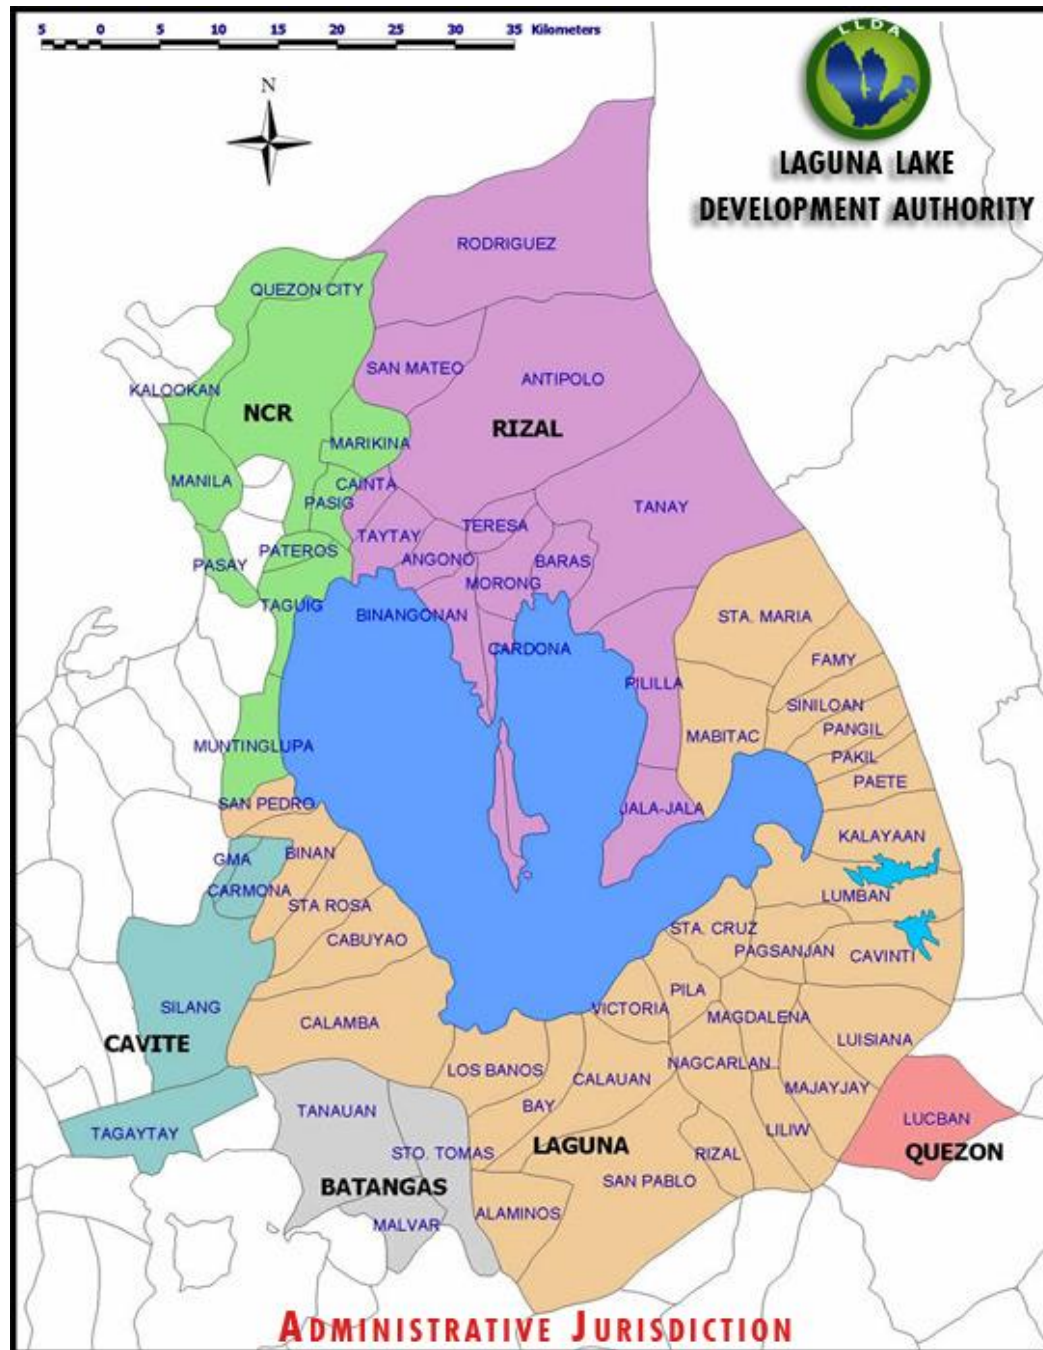 5 0 5 10 15 20 25 30 35 Kilometers
LLDA
N
LAGUNA LAKE
DEVELOPMENT AUTHORITY
RODRIGUEZ
QUEZON CITY
SAN MATEO
ANTIPOLO
KALOOKAN
NCR
RIZAL
MARIKINA
MANILA
CAINTA
PASIG
TANAY
TERESA
TAYTAY
PATEROS
ANGONO
BARAS
PASAY
MORONG
TAGUIG
BINANGONAN
STA. MARIA
CARDONA
FAMY
PILILLA
SINILOAN
PANGIL
MABITAC
MUNTINGLUPA
PAKIL
PAETE
SAN PEDRO
JALA-JALA
KALAYAAN
GMA
BINAN
CARMONA
LUMBAN
STA ROSA
STA. CRUZ
CABUYAO
PAGSANJAN
CAVINTI
PILA
SILANG
VICTORIA
MAGDALENA
CALAMBA
LUISIANA
CAVITE
NAGCARLAN
LOS BANOS
CALAUAN
MAJAYJAY
BAY
TANAUAN
LUCBAN
LILIW
TAGAYTAY
LAGUNA
STO. TOMAS
RIZAL
QUEZON
SAN PABLO
BATANGAS
ALAMINOS
MALVAR
ADMINISTRATIVE JURISDICTION